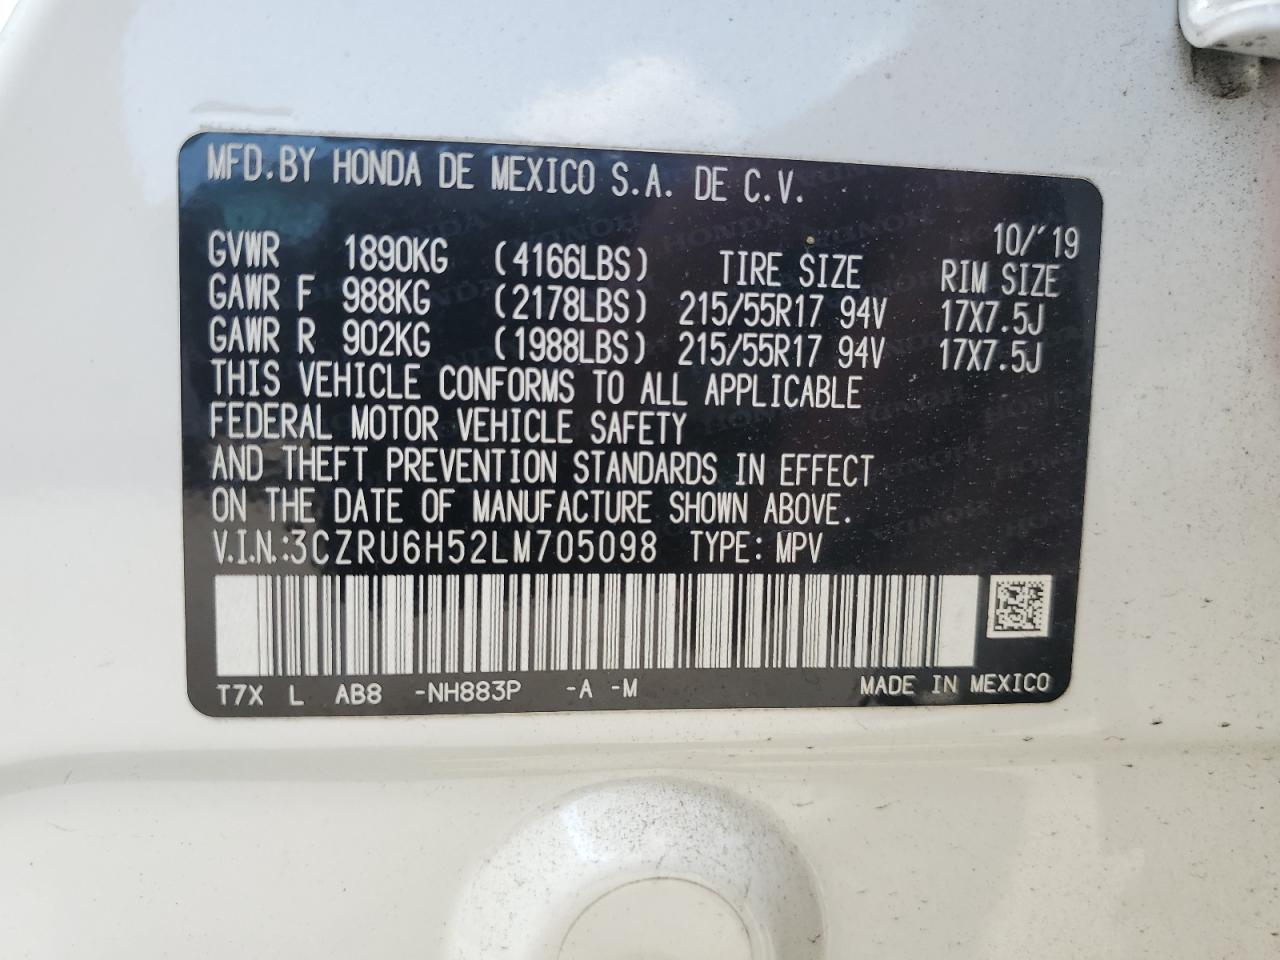 MFD.BY HONDA DE MEXICO S.A. DE C.V.
10/'19
GVWR 1890KG (4166LBS) TIRE SIZE RIM SIZE
GAWR F 988KG (2178LBS) 215/55R17 94V 17X7.5J
GAWR R 902KG (1988LBS) 215/55R17 94V 17X7.5J
THIS VEHICLE CONFORMS TO ALL APPLICABLE
FEDERAL MOTOR VEHICLE SAFETY
AND THEFT PREVENTION STANDARDS IN EFFECT
ON THE DATE OF MANUFACTURE SHOWN ABOVE.
V.I.N.:3CZRU6H52LM705098 TYPE: MPV
T7X L AB8 -NH883P -A -M MADE IN MEXICO